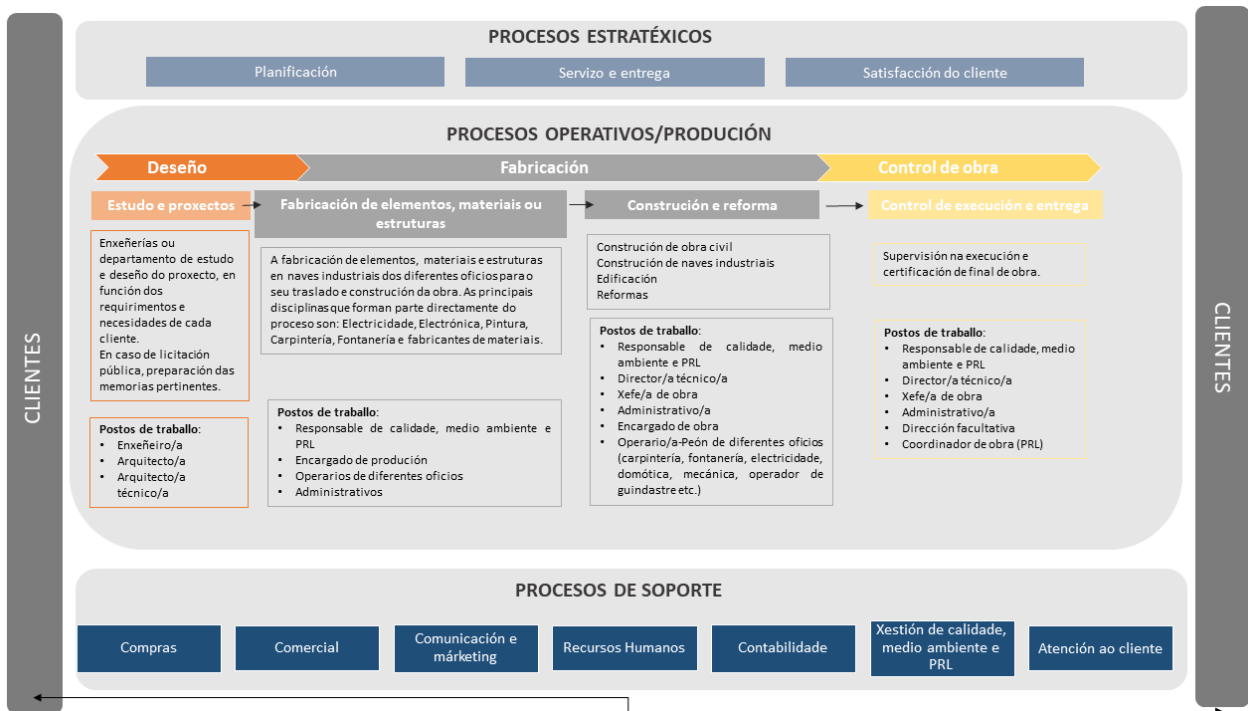 CLIENTES
PROCESOS ESTRATÉXICOS
Planificación
Servizo e entrega
Satisfacción do cliente
PROCESOS OPERATIVOS/PRODUCIÓN
Deseño
Fabricación
Control de obra
Estudo e proxectos
Enxeñerías ou
departamento de estudo
e deseño do proxecto, en
función dos
requirimentos e
necesidades de cada
cliente.
En caso de licitación
pública, preparación das
memorias pertinentes.
Postos de traballo:
• Enxeñeiro/a
• Arquitecto/a
• Arquitecto/a
técnico/a
Fabricación de elementos, materiais ou
estruturas
A fabricación de elementos, materiais e estruturas
en naves industriais dos diferentes oficios para o
seu traslado e construción da obra. As principais
disciplinas que forman parte directamente do
proceso son: Electricidade, Electrónica, Pintura,
Carpintería, Fontanería e fabricantes de materiais.
Postos de traballo:
• Responsable de calidade, medio ambiente e
PRL
• Encargado de produción
• Operarios de diferentes oficios
• Administrativos
Construción e reforma
Construción de obra civil
Construción de naves industriais
Edificación
Reformas
Postos de traballo:
• Responsable de calidade, medio
ambiente e PRL
• Director/a técnico/a
• Xefe/a de obra
• Administrativo/a
• Encargado de obra
• Operario/a-Peón de diferentes oficios
(carpintería, fontanería, electricidade,
domótica, mecánica, operador de
guindastre etc.)
Control de execución e entrega
Supervisión na execución e
certificación de final de obra.
Postos de traballo:
• Responsable de calidade, medio
ambiente e PRL
• Director/a técnico/a
• Xefe/a de obra
• Administrativo/a
• Dirección facultativa
• Coordinador de obra (PRL)
PROCESOS DE SOPORTE
Compras
Comercial
Comunicación e
márketing
Recursos Humanos
Contabilidade
Xestión de calidade,
medio ambiente e
PRL
Atención ao cliente
CLIENTES